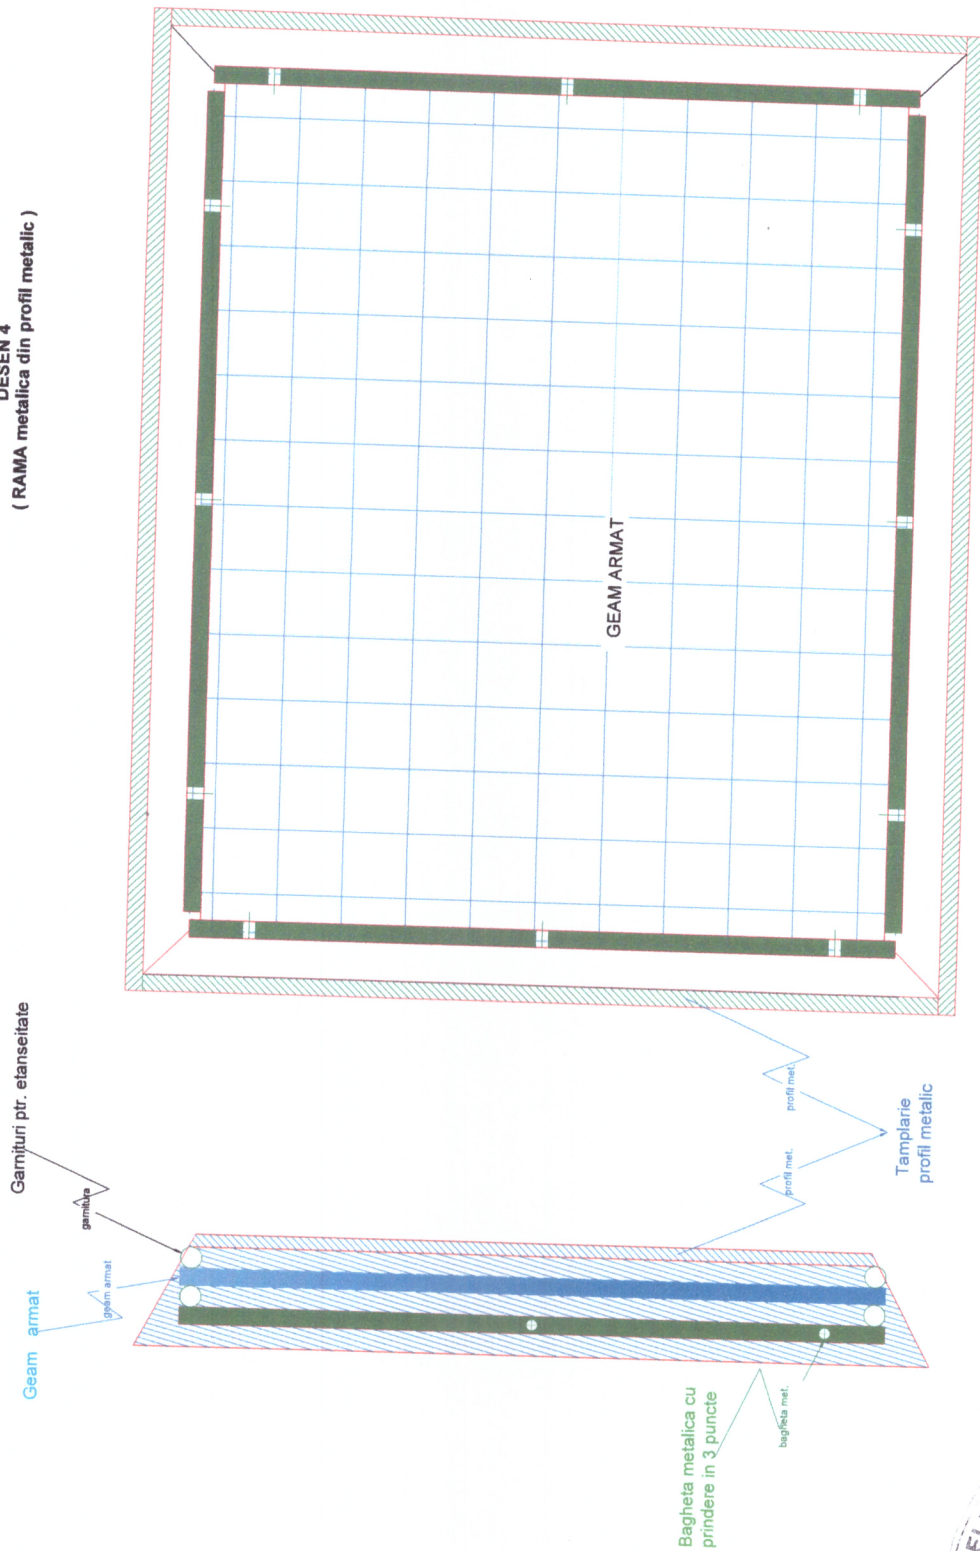 DESEN 4
( RAMA metalica din profil metalic )
GEAM ARMAT
Garnituri ptr. etanseitate
garnitura
Geam armat
geam armat
profil met.
profil met.
Tamplarie
profil metalic
Bagheta metalica cu
prindere in 3 puncte
bagheta met.